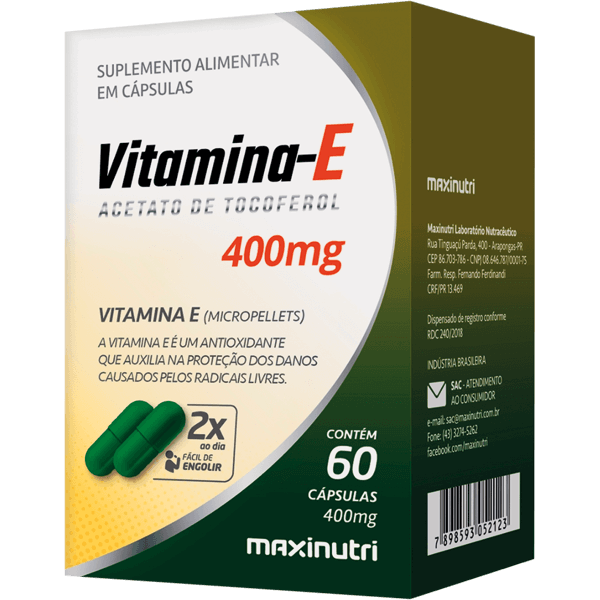 SUPLEMENTO ALIMENTAR
EM CÁPSULAS
Vitamina-E
ACETATO DE TOCOFEROL
400mg
VITAMINA E (MICROPELLETS)
A VITAMINA E É UM ANTIOXIDANTE
QUE AUXILIA NA PROTEÇÃO DOS DANOS
CAUSADOS PELOS RADICAIS LIVRES.
2x
ao dia
FÁCIL DE
ENGOLIR
CONTÉM
60
CÁPSULAS
400mg
maxinutri
maxinutri
Maxinutri Laboratório Nutracêutico
Rua Tinguaçú Parda, 400 - Arapongas-PR
CEP 86.703-786 - CNPJ 08.646.787/0001-75
Farm. Resp. Fernando Ferdinandi
CRF/PR 13.469
Dispensado de registro conforme
RDC 240/2018
INDÚSTRIA BRASILEIRA
SAC - ATENDIMENTO
AO CONSUMIDOR
e-mail: sac@maxinutri.com.br
Fone: (43) 3274-5262
facebook.com/maxinutri
7 898593 052123